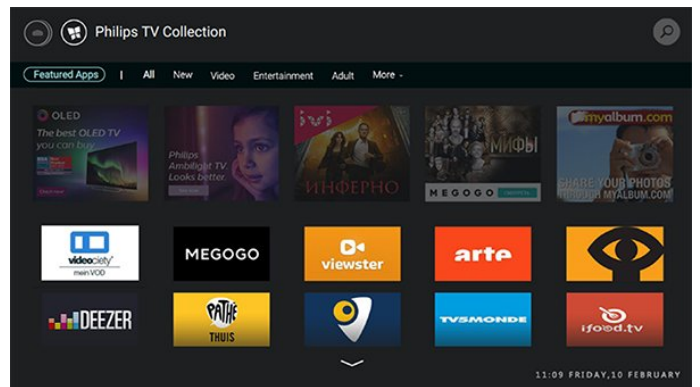 Philips TV Collection
Featured Apps | All New Video Entertainment Adult More
OLED
The best OLED TV
you can buy
Philips
Ambilight TV.
Looks better.
ivi
ИНФЕРНО
МИФЫ
MEGOGO
myalbum.com
SHARE YOUR PHOTOS
THROUGH MYALBUM.COM
videociety
mein VOD
MEGOGO
viewster
arte
DEEZER
PATHÉ
THUIS
TV5MONDE
ifood.tv
11:09 FRIDAY,10 FEBRUARY